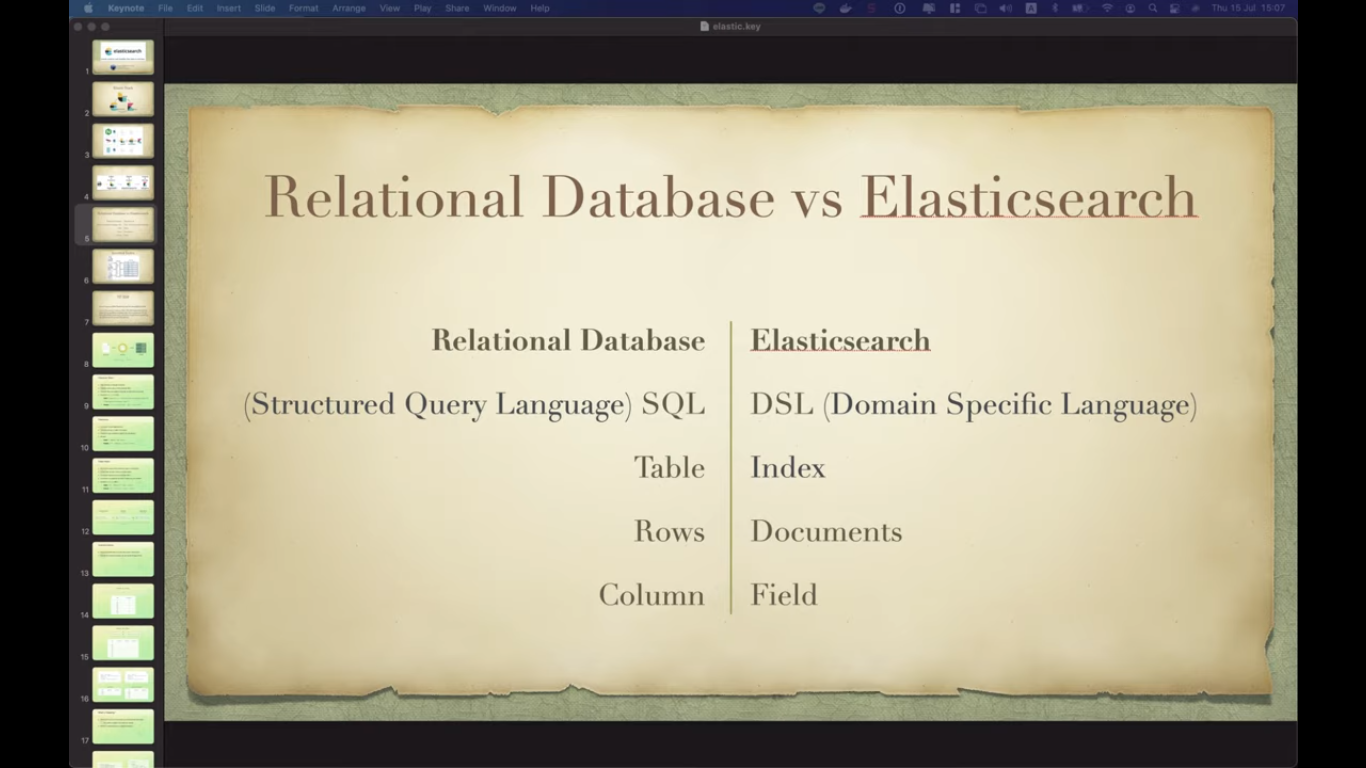 Keynote File Edit Insert Slide Format Arrange View Play Share Window Help Thu 15 Jul 15:07
elastic.key
Relational Database vs Elasticsearch
Relational Database Elasticsearch
(Structured Query Language) SQL DSL (Domain Specific Language)
Table Index
Rows Documents
Column Field
1
2
3
4
5
6
7
8
9
10
11
12
13
14
15
16
17